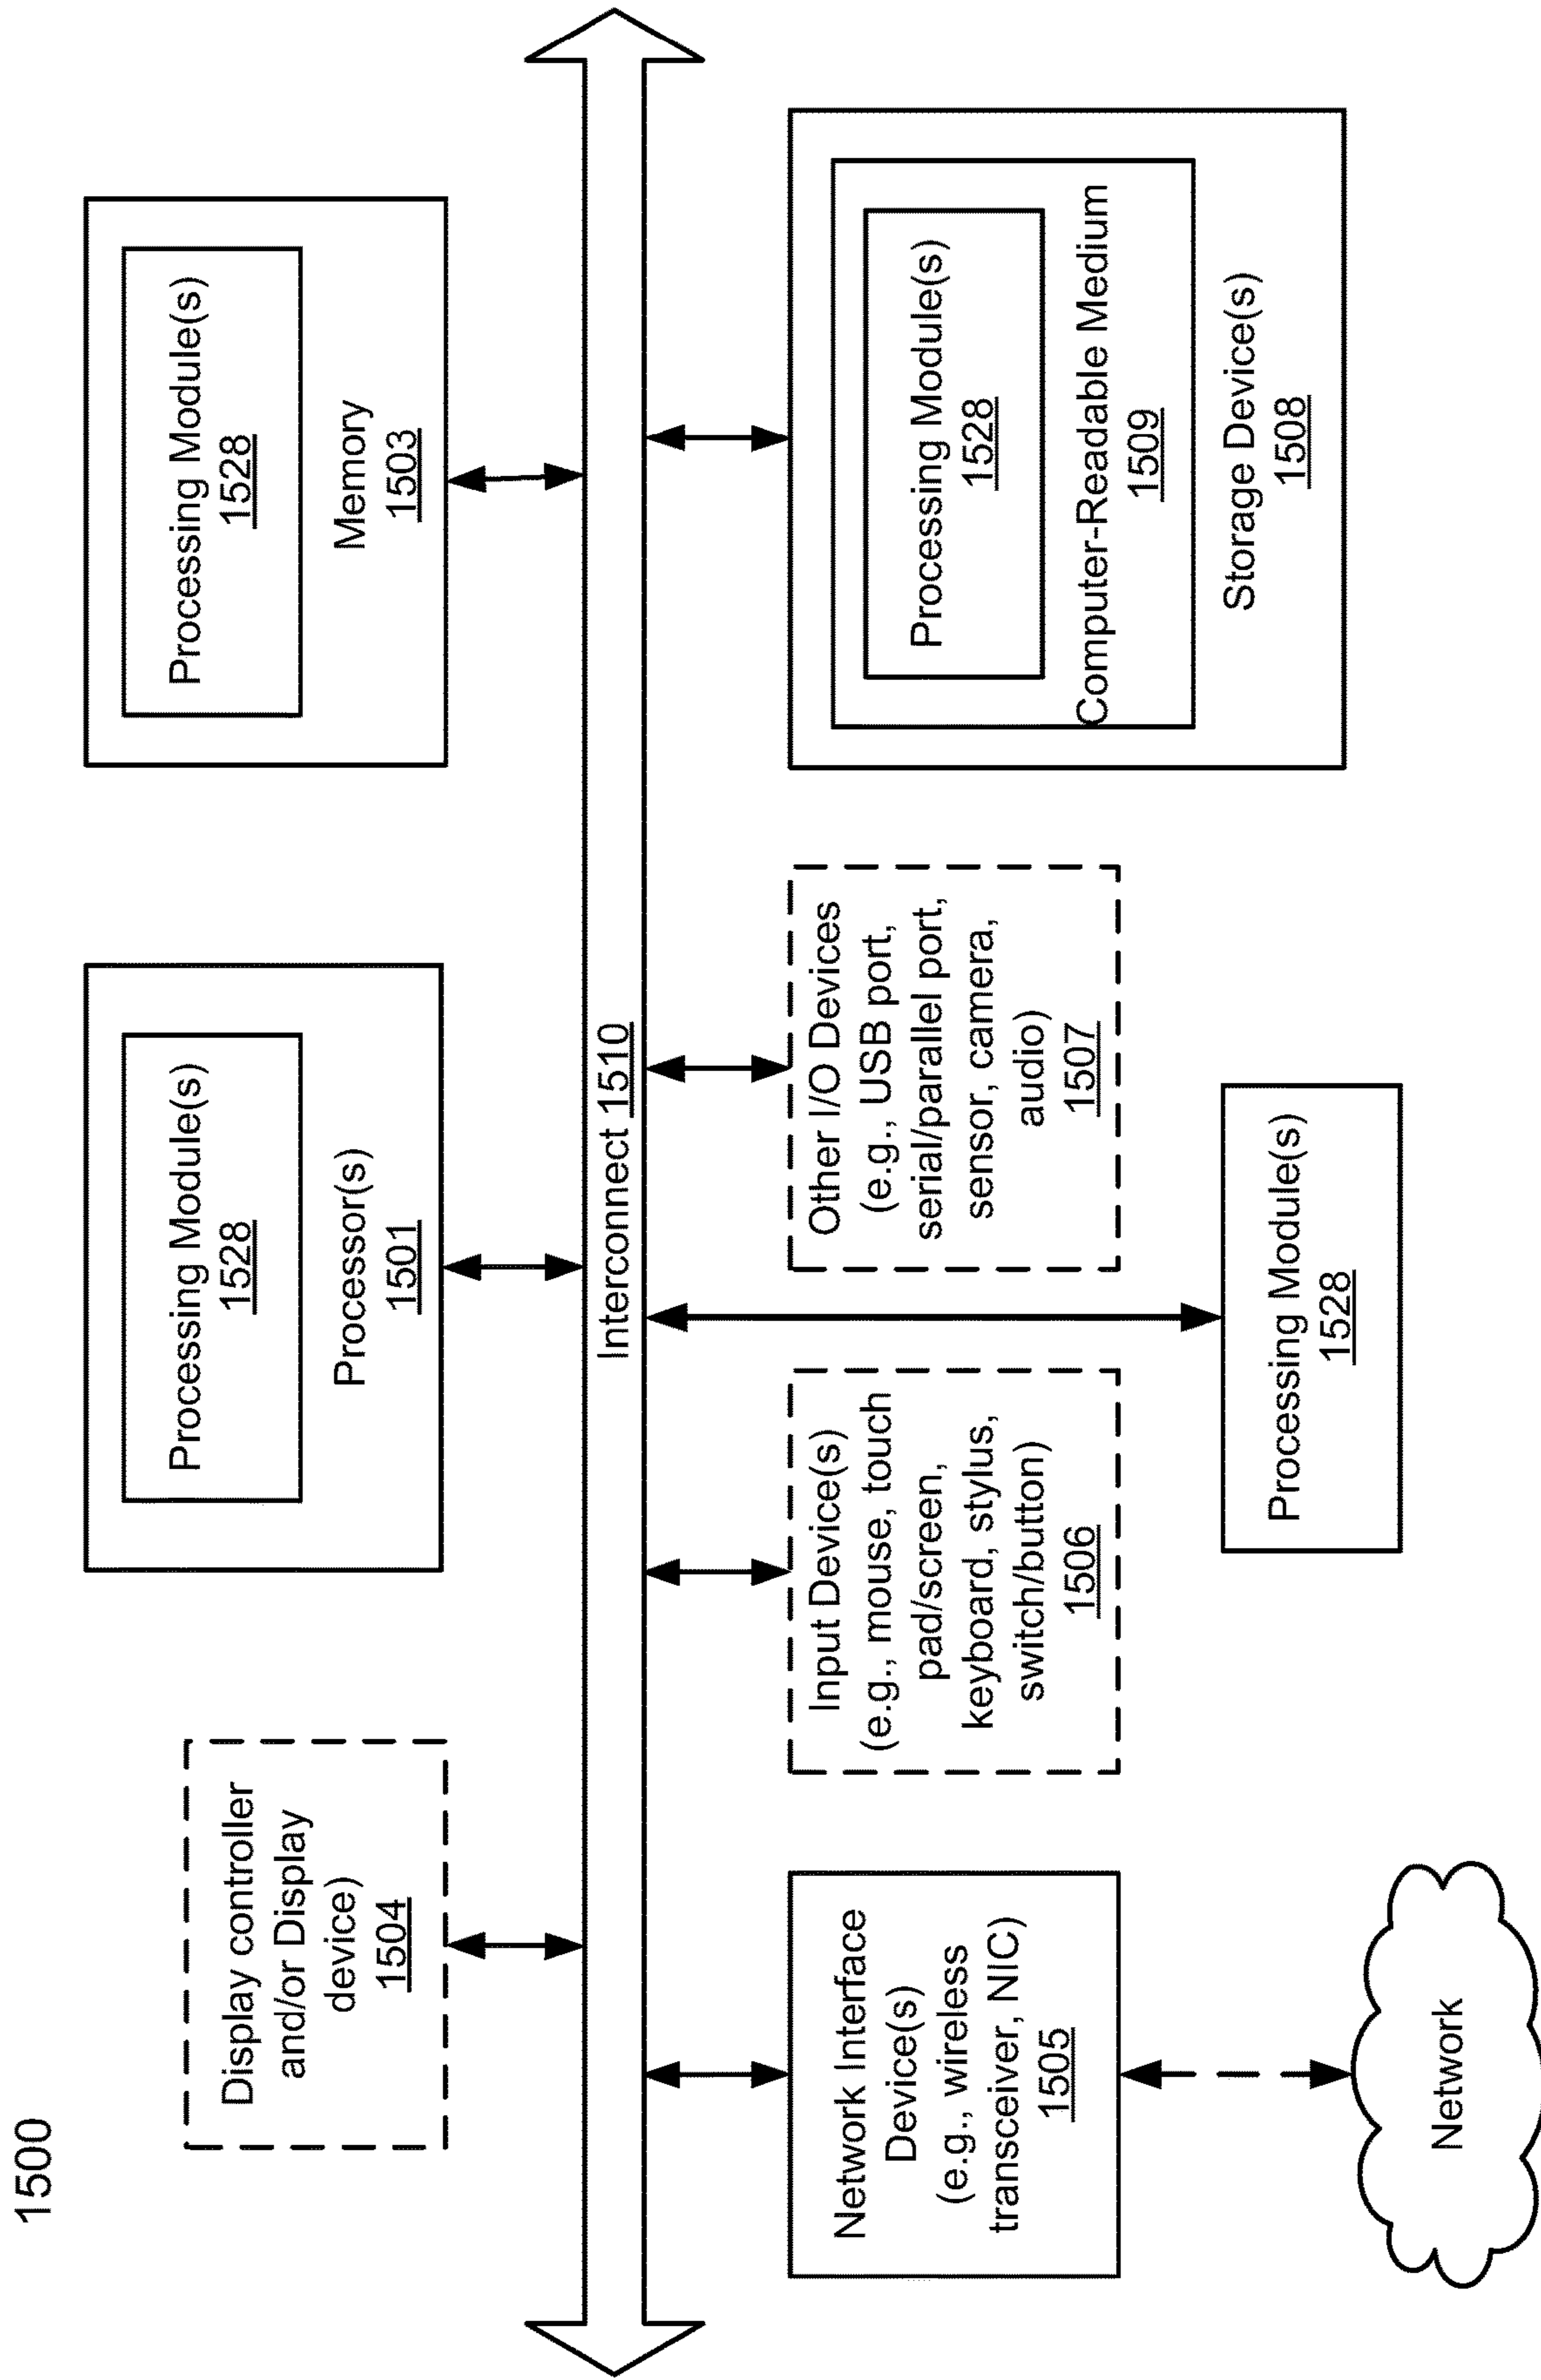 1500
Display controller
and/or Display
device)
1504
Processing Module(s)
1528
Processor(s)
1501
Processing Module(s)
1528
Memory
1503
Interconnect 1510
Network Interface
Device(s)
(e.g., wireless
transceiver, NIC)
1505
Input Device(s)
(e.g., mouse, touch
pad/screen,
keyboard, stylus,
switch/button)
1506
Other I/O Devices
(e.g., USB port,
serial/parallel port,
sensor, camera,
audio)
1507
Processing Module(s)
1528
Computer-Readable Medium
1509
Storage Device(s)
1508
Processing Module(s)
1528
Network